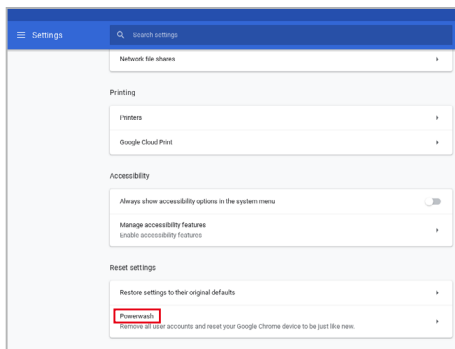 Settings
Search settings
Network file shares
Printing
Printers
Google Cloud Print
Accessibility
Always show accessibility options in the system menu
Manage accessibility features
Enable accessibility features
Reset settings
Restore settings to their original defaults
Powerwash
Remove all user accounts and reset your Google Chrome device to be just like new.